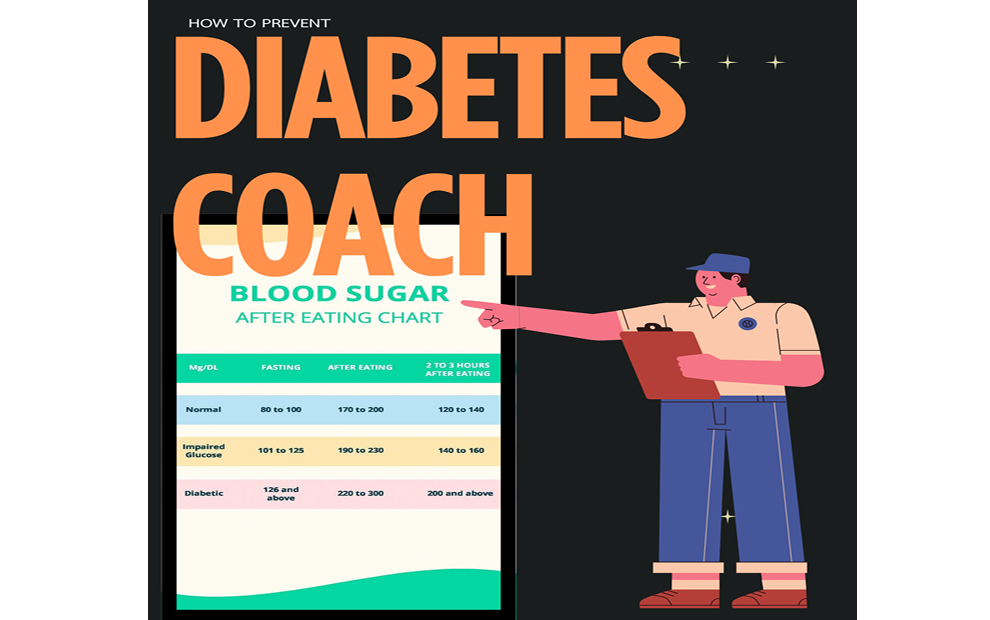 HOW TO PREVENT
DIABETES
COACH
BLOOD SUGAR
AFTER EATING CHART
Mg/DL FASTING AFTER EATING 2 TO 3 HOURS
AFTER EATING
Normal 80 to 100 170 to 200 120 to 140
Impaired
Glucose 101 to 125 190 to 230 140 to 160
Diabetic 126 and
above 220 to 300 200 and above